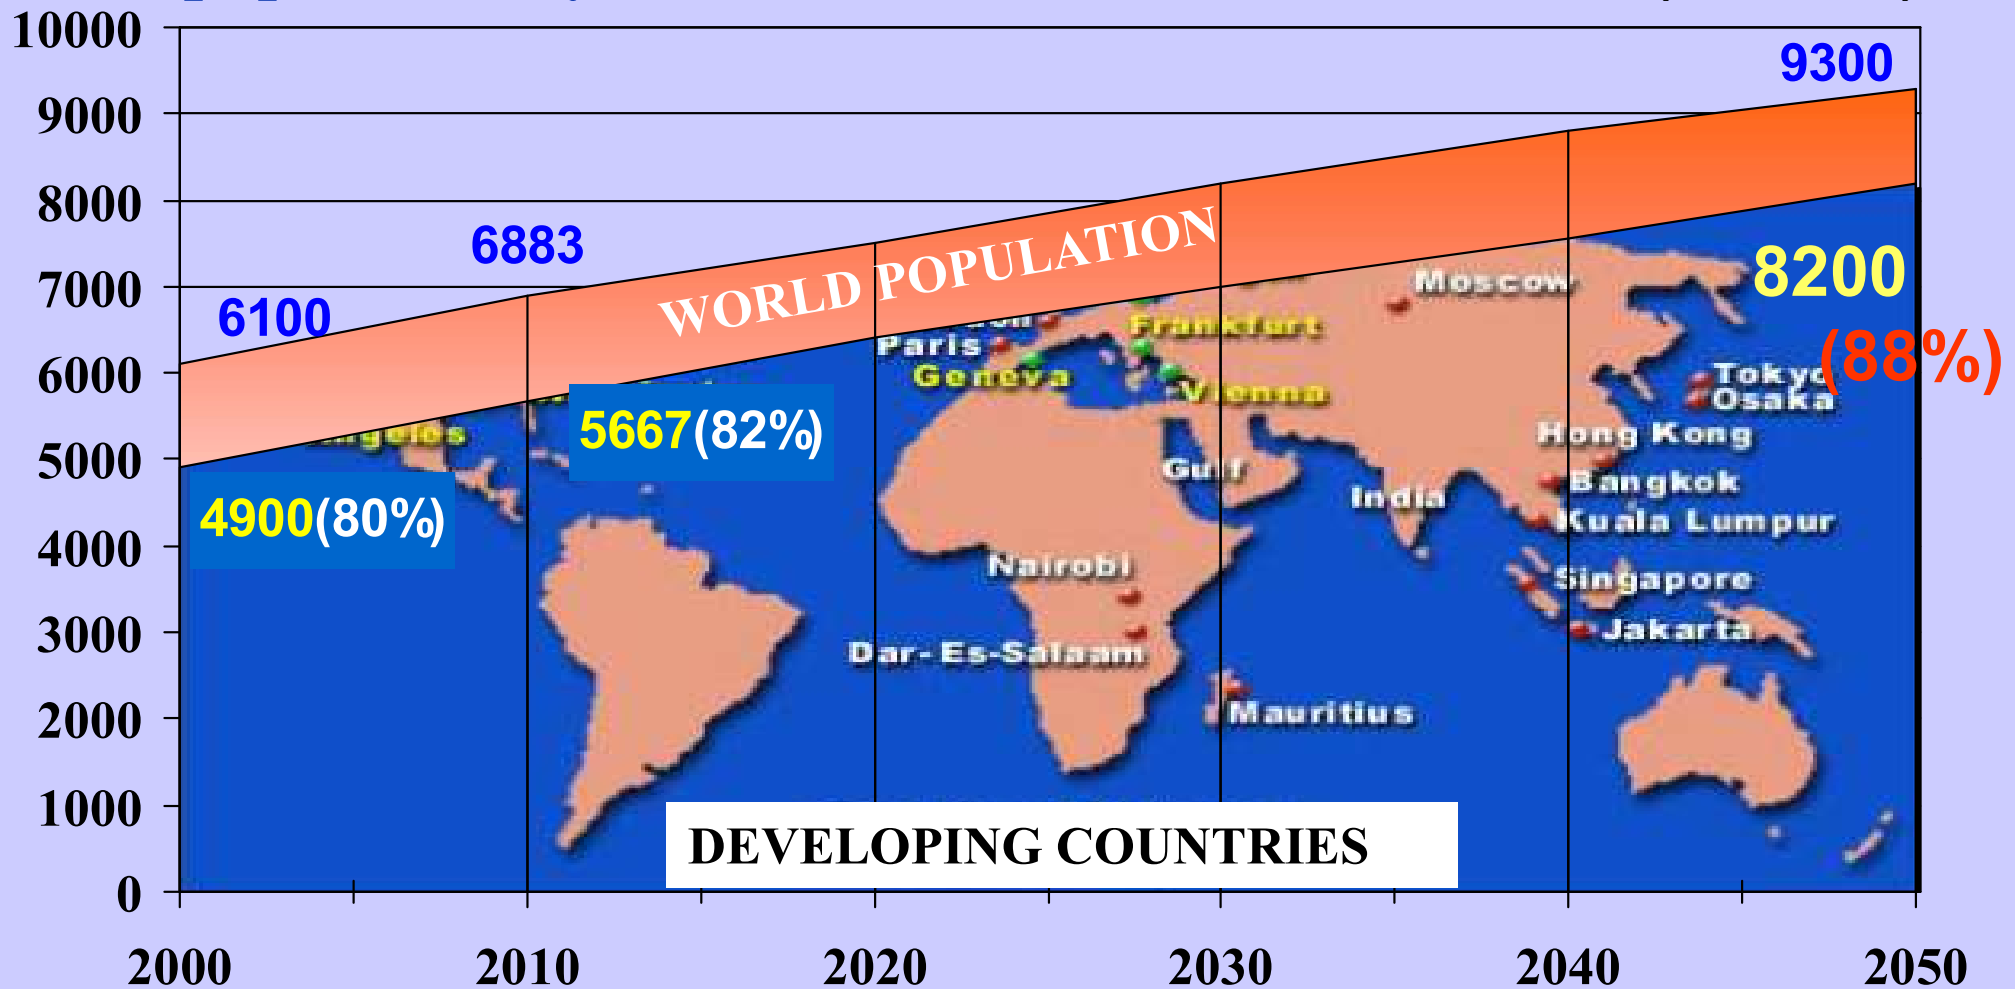 10000
9300
9000
8000
6883
WORLD POPULATION
8200
7000
Moscow
6100
Frankfurt
(88%)
6000
Paris
Tokyo
Geneva
Vienna
Osaka
5667(82%)
Hong Kong
5000
Gulf
Bangkok
India
4900(80%)
Kuala Lumpur
4000
Nairobi
Singapore
3000
Jakarta
Dar-Es-Salaam
2000
Mauritius
1000
DEVELOPING COUNTRIES
0
2000 2010 2020 2030 2040 2050